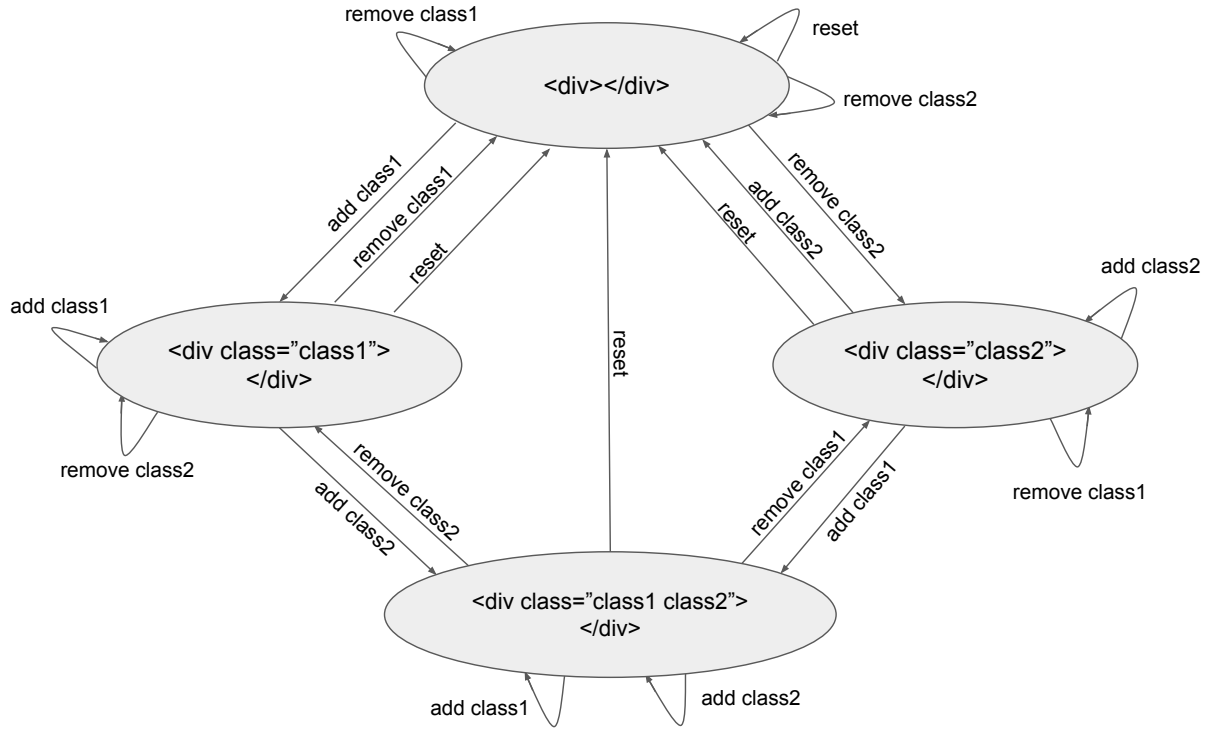 remove class1
reset
<div></div>
remove class2
add class1
remove class1
reset
reset
add class2
remove class2
add class1
add class2
<div class=”class1”>
</div>
reset
<div class=”class2”>
</div>
remove class2
remove class1
add class2
remove class2
remove class1
add class1
<div class=”class1 class2”>
</div>
add class1
add class2